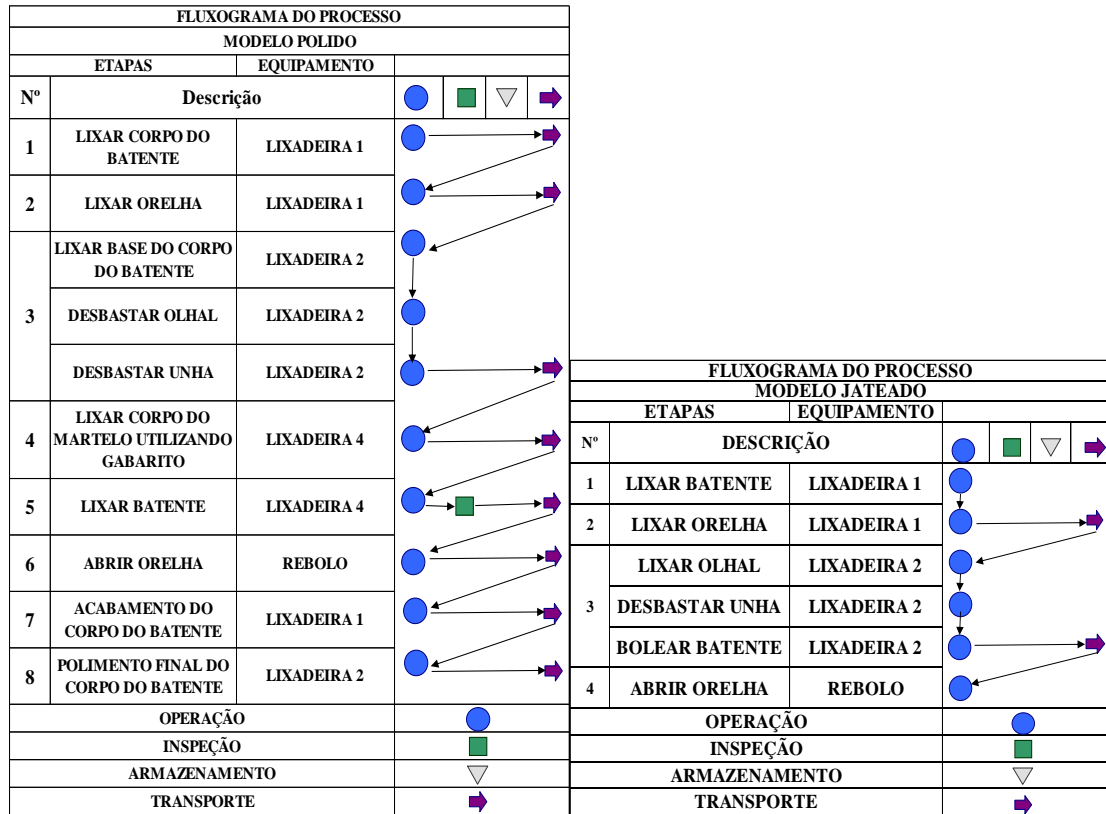 FLUXOGRAMA DO PROCESSO
MODELO POLIDO
ETAPAS EQUIPAMENTO
Nº Descrição
1 LIXAR CORPO DO
BATENTE LIXADEIRA 1
2 LIXAR ORELHA LIXADEIRA 1
3 LIXAR BASE DO CORPO
DO BATENTE LIXADEIRA 2
DESBASTAR OLHAL LIXADEIRA 2
DESBASTAR UNHA LIXADEIRA 2
4 LIXAR CORPO DO
MARTELO UTILIZANDO
GABARITO LIXADEIRA 4
5 LIXAR BATENTE LIXADEIRA 4
6 ABRIR ORELHA REBOLO
7 ACABAMENTO DO
CORPO DO BATENTE LIXADEIRA 1
8 POLIMENTO FINAL DO
CORPO DO BATENTE LIXADEIRA 2
OPERAÇÃO
INSPEÇÃO
ARMAZENAMENTO
TRANSPORTE
FLUXOGRAMA DO PROCESSO
MODELO JATEADO
ETAPAS EQUIPAMENTO
Nº DESCRIÇÃO
1 LIXAR BATENTE LIXADEIRA 1
2 LIXAR ORELHA LIXADEIRA 1
3 LIXAR OLHAL LIXADEIRA 2
DESBASTAR UNHA LIXADEIRA 2
BOLEAR BATENTE LIXADEIRA 2
4 ABRIR ORELHA REBOLO
OPERAÇÃO
INSPEÇÃO
ARMAZENAMENTO
TRANSPORTE